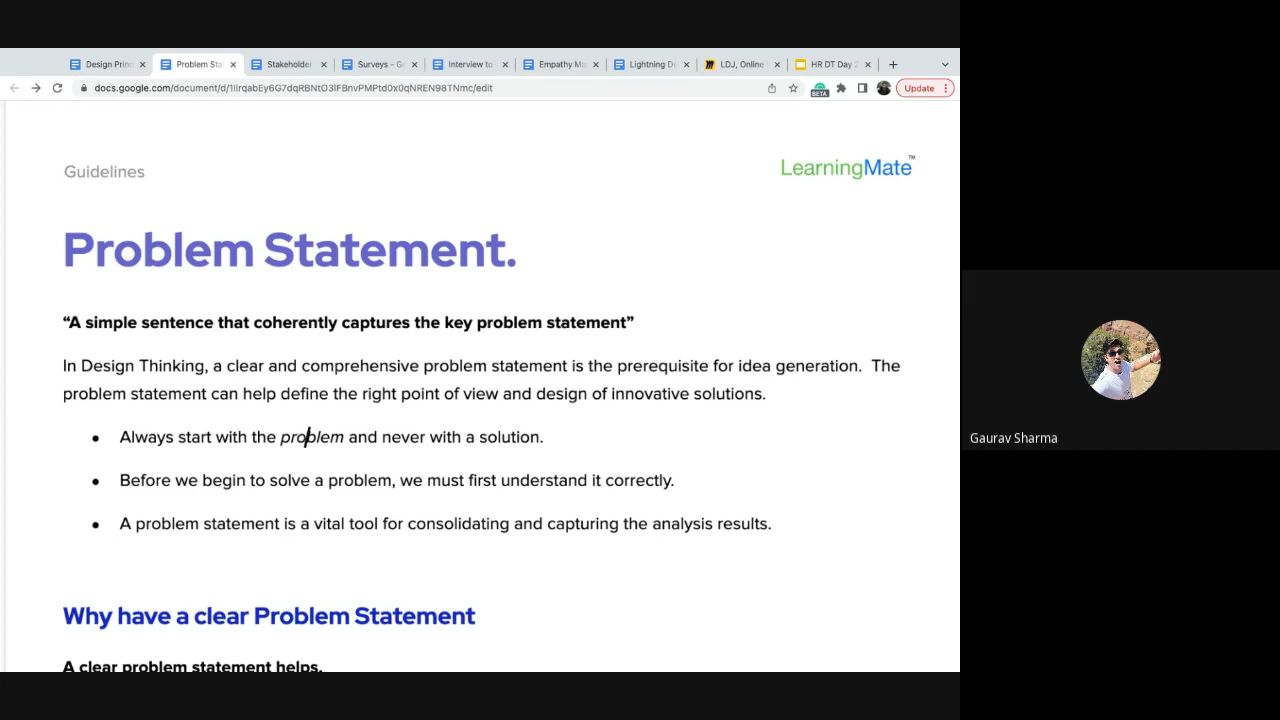 Design Princ
Problem Sta
Stakeholder
Surveys - G
Interview to
Empathy Ma
Lightning De
LDJ, Online
HR DT Day 2
docs.google.com/document/d/1IirqabEy6G7dqRBNtO3IFBnvPMPtd0x0qNREN98TNmc/edit
BETA
Update
Guidelines
LearningMate™
Problem Statement.
“A simple sentence that coherently captures the key problem statement”
In Design Thinking, a clear and comprehensive problem statement is the prerequisite for idea generation. The
problem statement can help define the right point of view and design of innovative solutions.
● Always start with the problem and never with a solution.
● Before we begin to solve a problem, we must first understand it correctly.
● A problem statement is a vital tool for consolidating and capturing the analysis results.
Why have a clear Problem Statement
A clear problem statement helps,
Gaurav Sharma